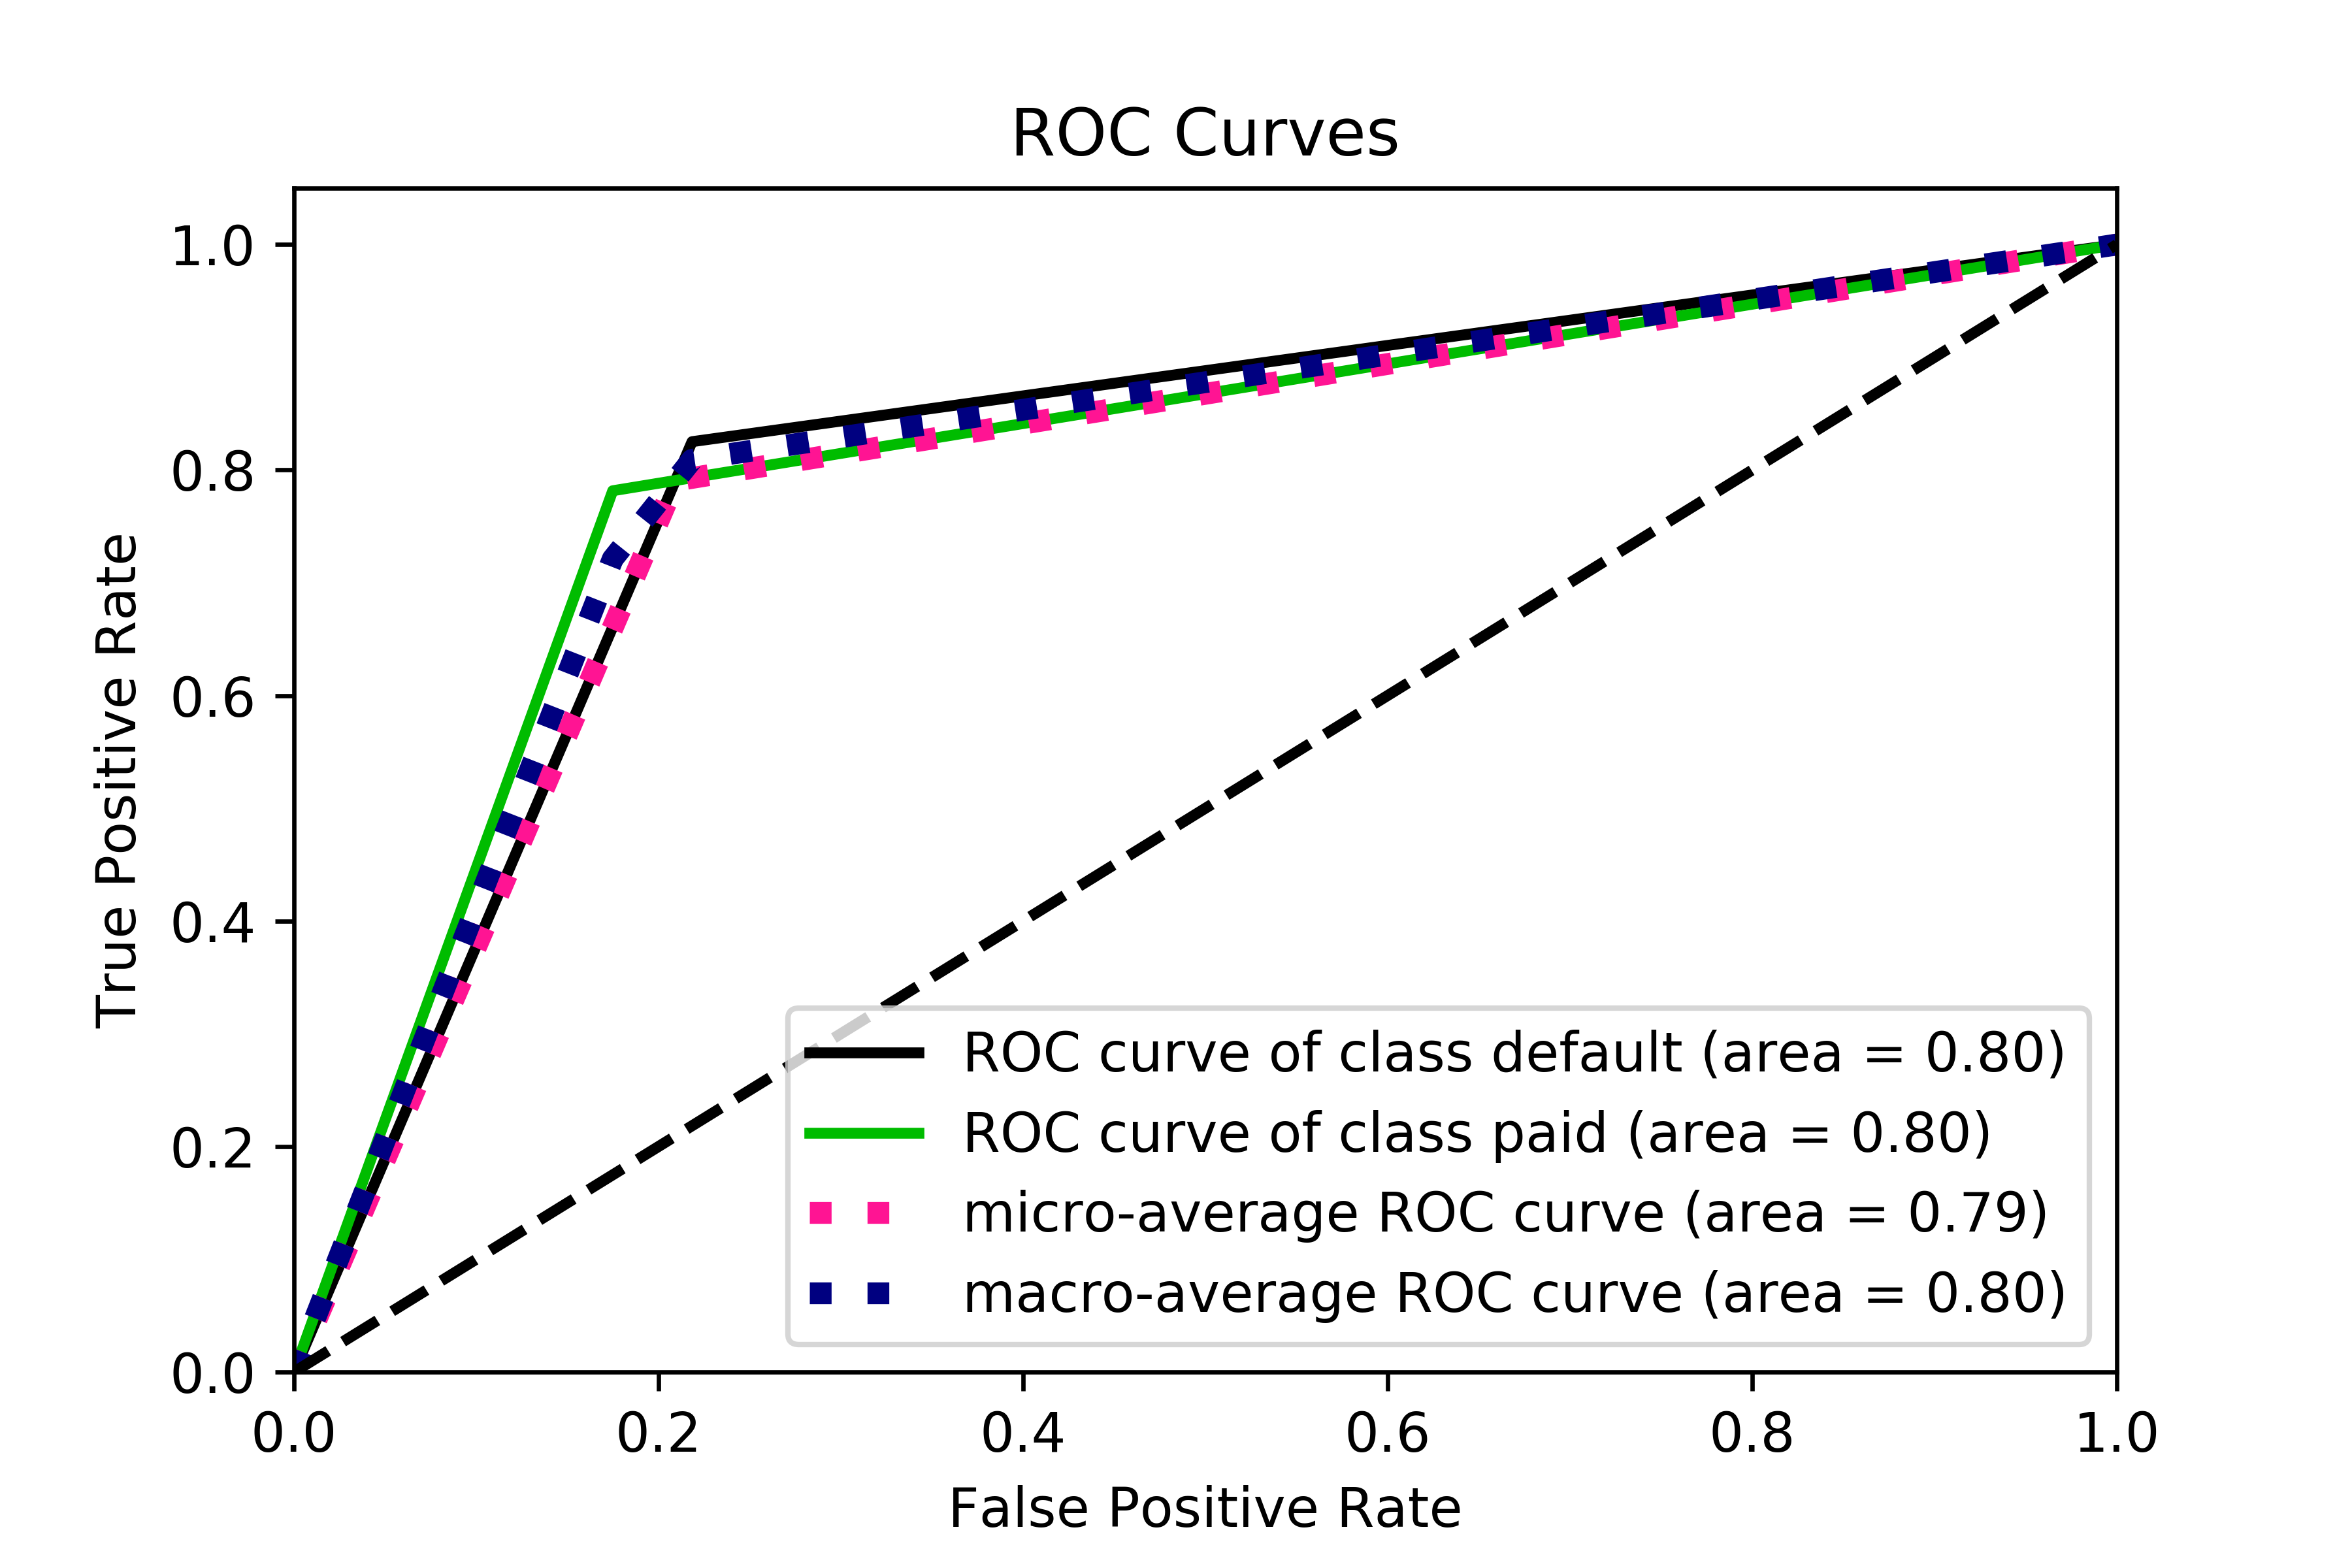 ROC Curves
True Positive Rate
1.0
0.8
0.6
0.4
0.2
0.0
ROC curve of class default (area = 0.80)
ROC curve of class paid (area = 0.80)
micro-average ROC curve (area = 0.79)
macro-average ROC curve (area = 0.80)
0.0 0.2 0.4 0.6 0.8 1.0
False Positive Rate